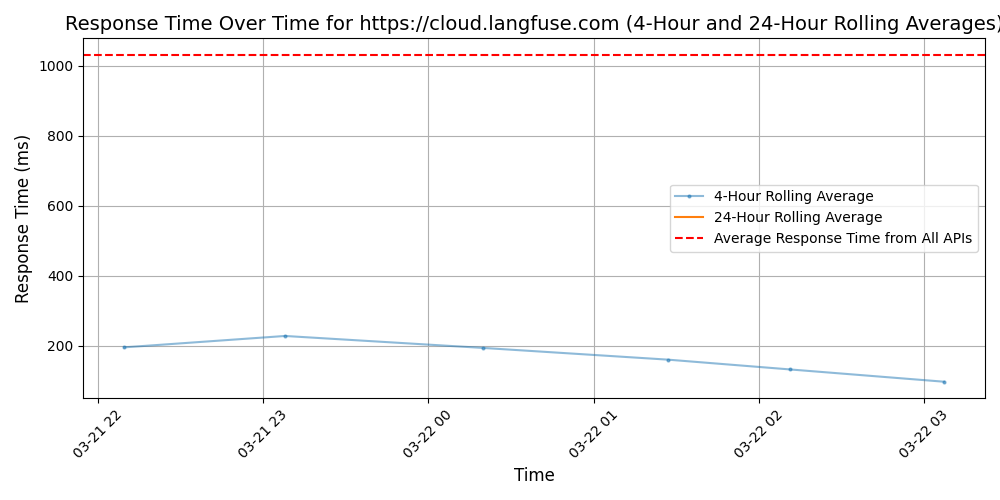 Response Time Over Time for https://cloud.langfuse.com (4-Hour and 24-Hour Rolling Averages)
Response Time (ms)
1000
800
600
400
200
4-Hour Rolling Average
24-Hour Rolling Average
Average Response Time from All APIs
03-21 22
03-21 23
03-22 00
03-22 01
03-22 02
03-22 03
Time